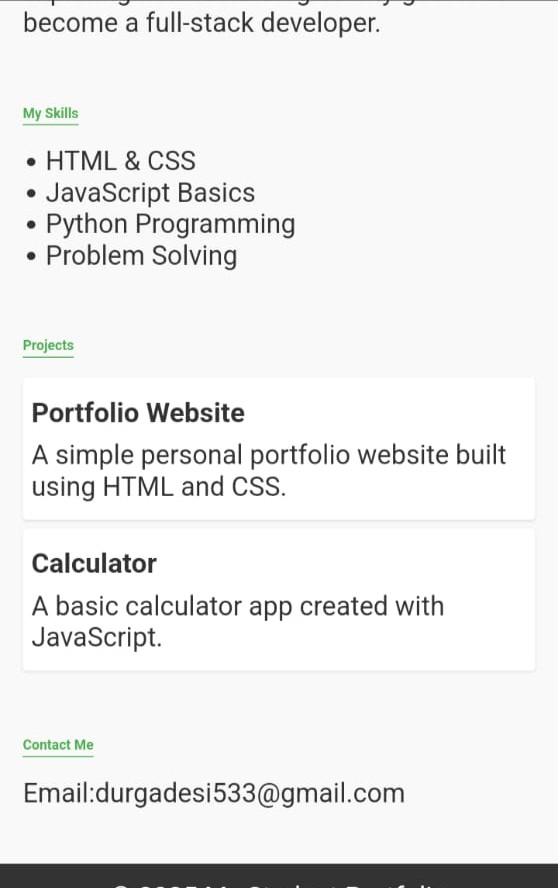 become a full-stack developer.
My Skills
• HTML & CSS
• JavaScript Basics
• Python Programming
• Problem Solving
Projects
Portfolio Website
A simple personal portfolio website built
using HTML and CSS.
Calculator
A basic calculator app created with
JavaScript.
Contact Me
Email:durgadesi533@gmail.com